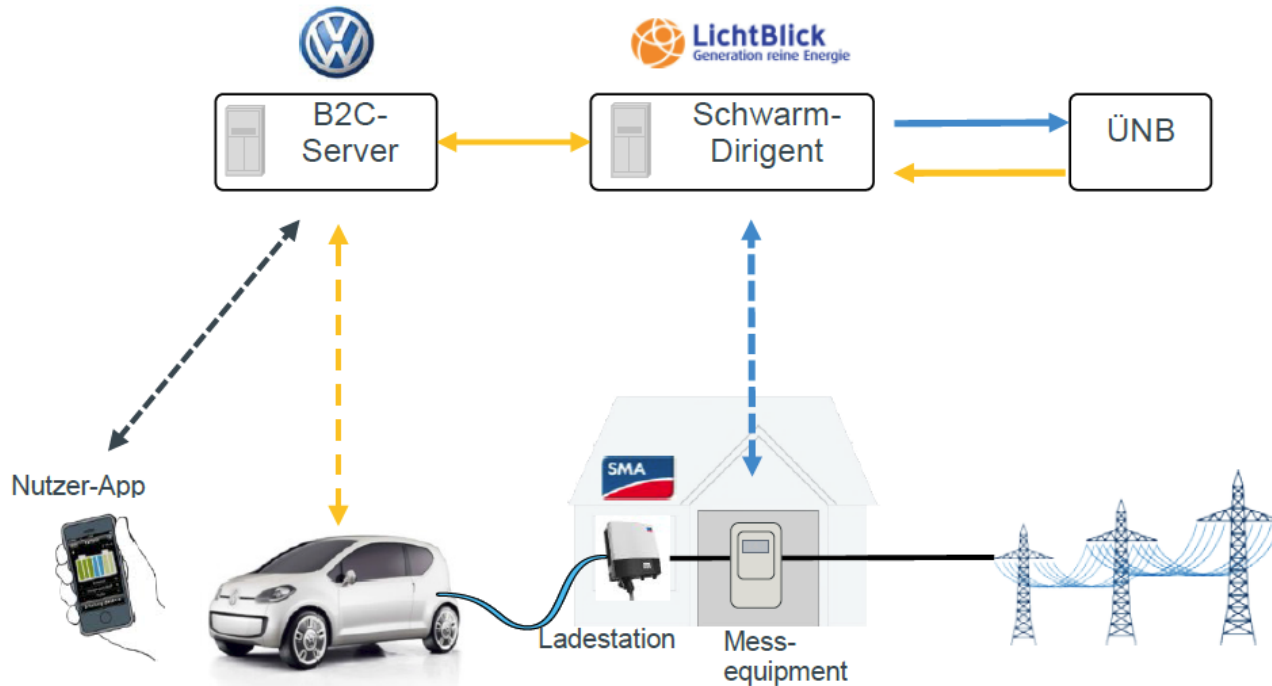 LichtBlick
Generation reine Energie
B2C-
Server
Schwarm-
Dirigent
ÜNB
Nutzer-App
SMA
Ladestation
Mess-
equipment